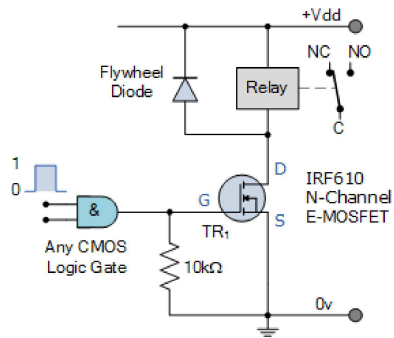 +Vdd
NC NO
Flywheel
Diode
Relay
C
D
1
0
G
S
IRF610
N-Channel
E-MOSFET
&
TR1
Any CMOS
Logic Gate
10kΩ
0v